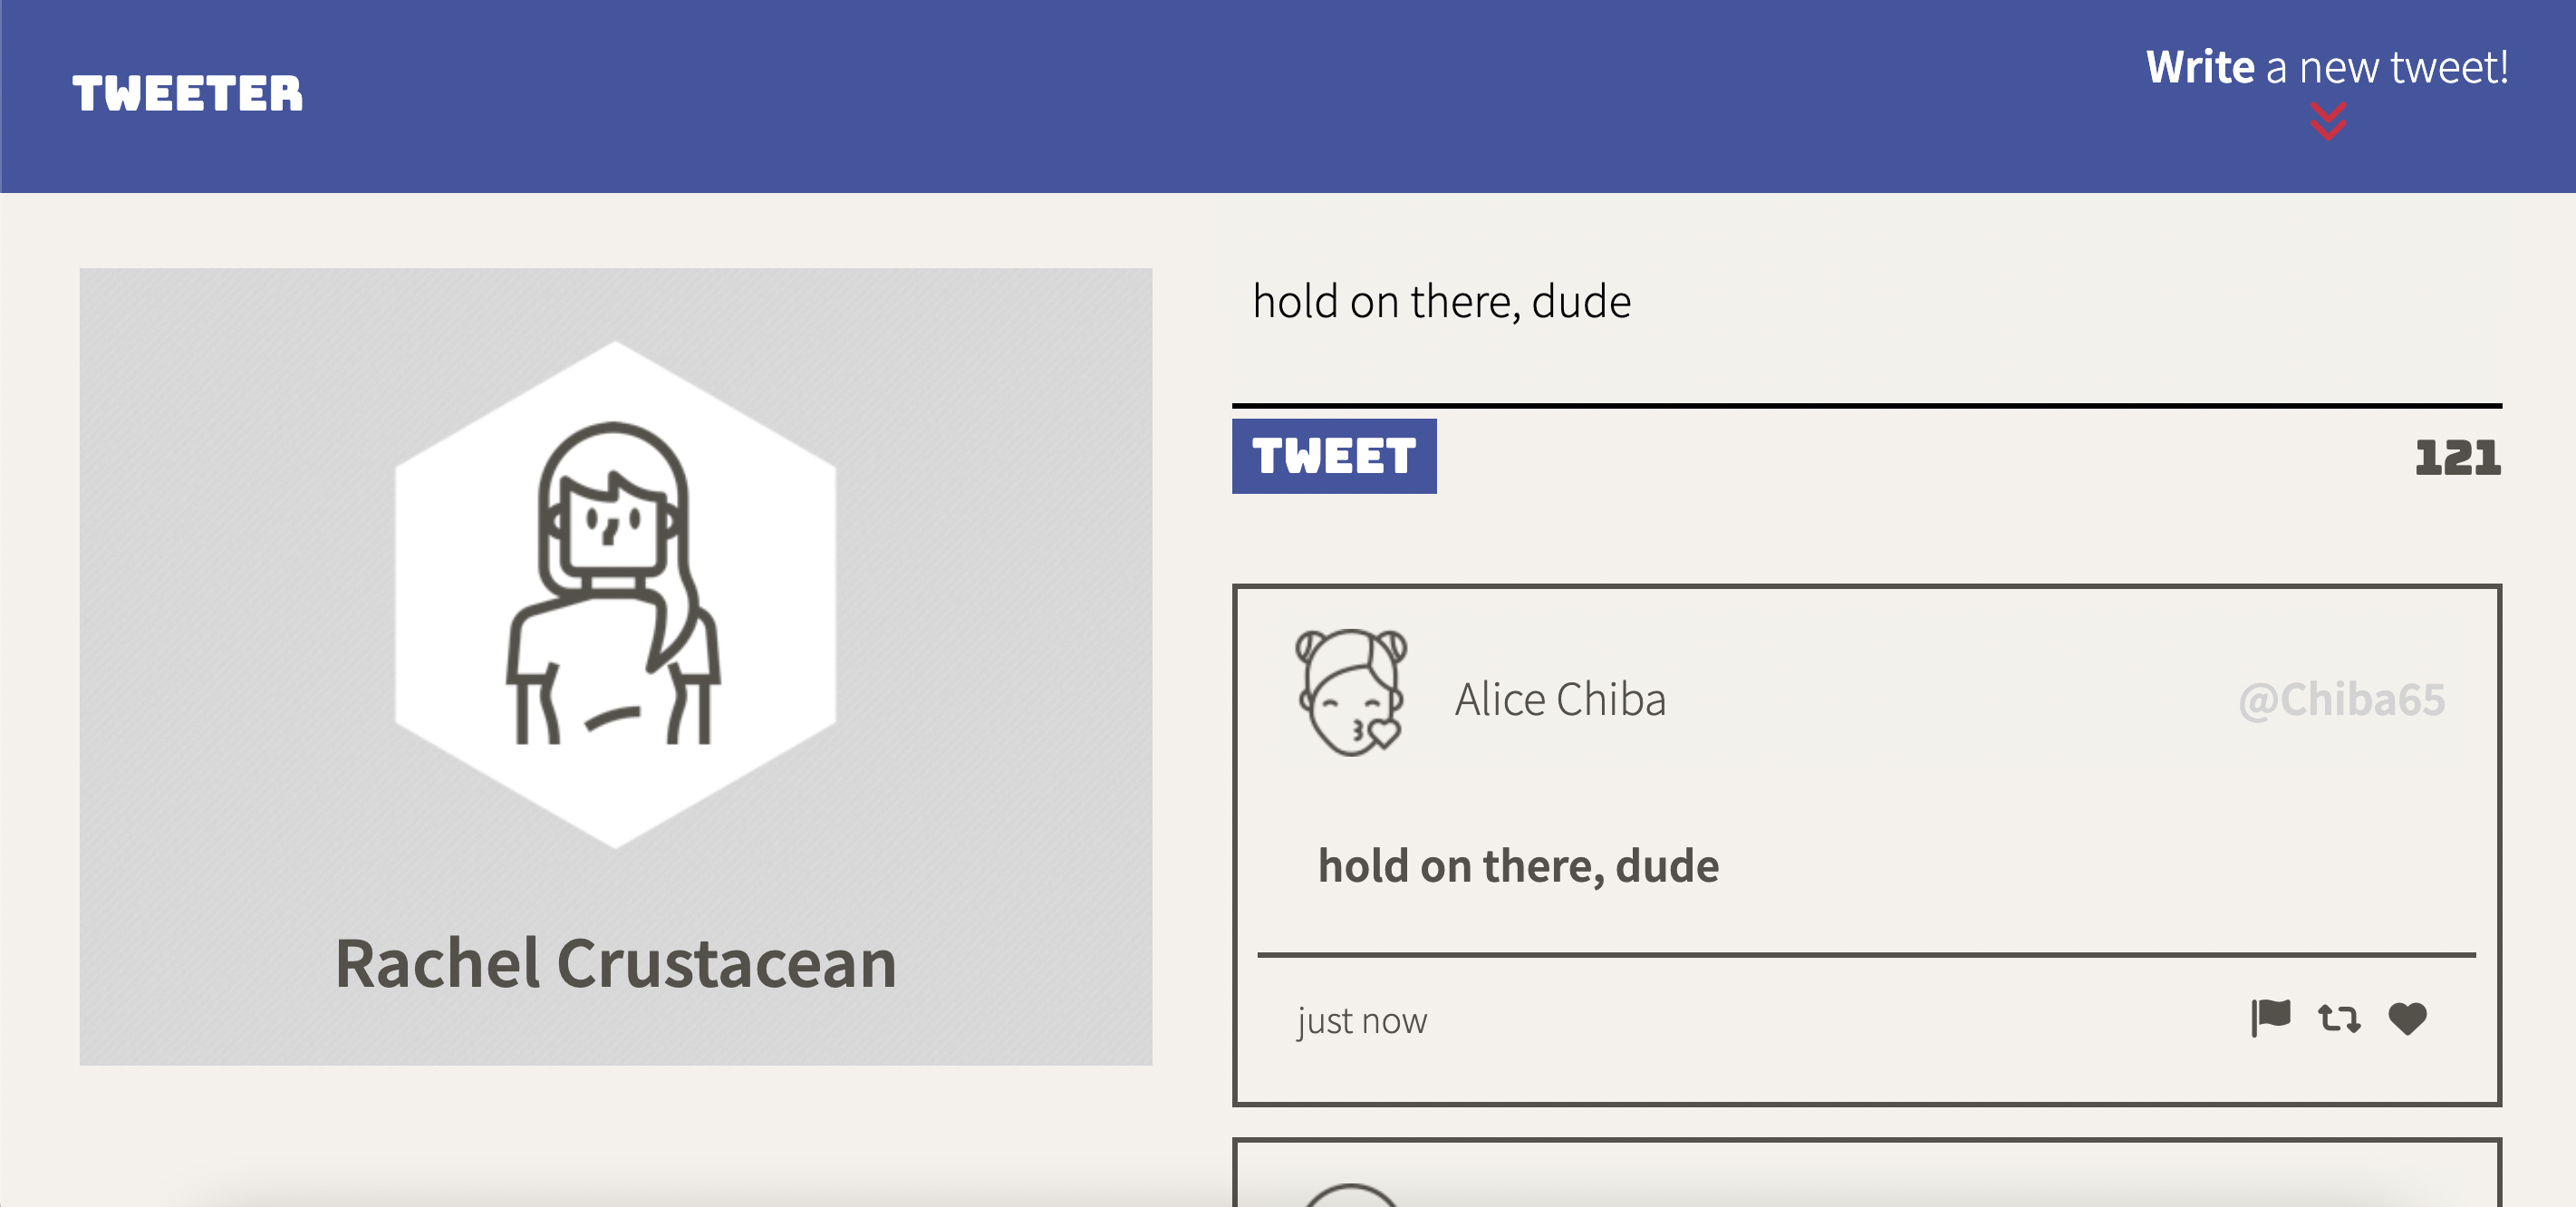 TWEETER
Write a new tweet!
Rachel Crustacean
hold on there, dude
TWEET
121
Alice Chiba
@Chiba65
hold on there, dude
just now